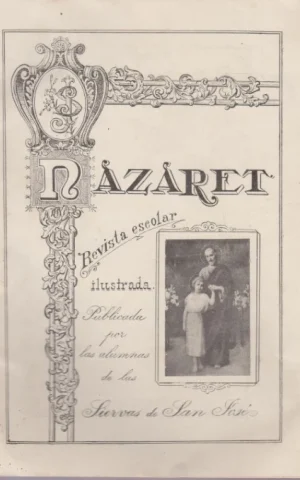 NAZARET
Revista escolar
ilustrada
Publicada
por
las alumnas
de las
Siervas de San José